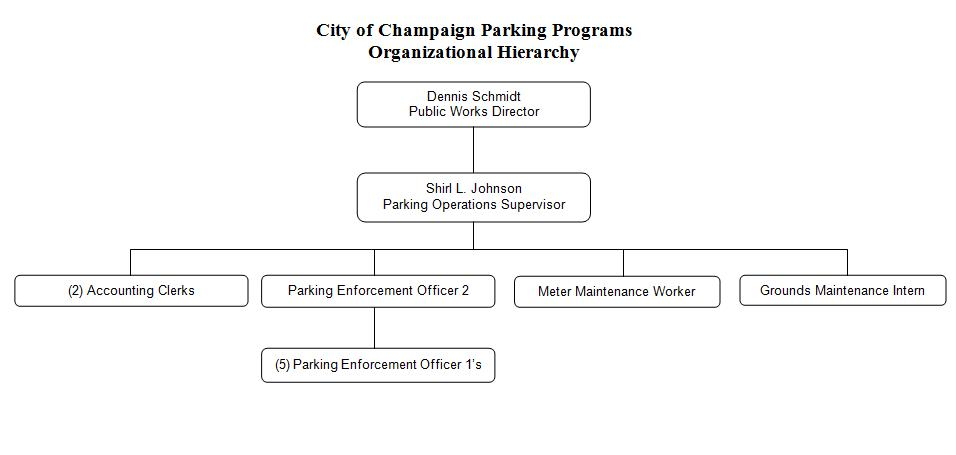 City of Champaign Parking Programs
Organizational Hierarchy
Dennis Schmidt
Public Works Director
Shirl L. Johnson
Parking Operations Supervisor
(2) Accounting Clerks
Parking Enforcement Officer 2
Meter Maintenance Worker
Grounds Maintenance Intern
(5) Parking Enforcement Officer 1's